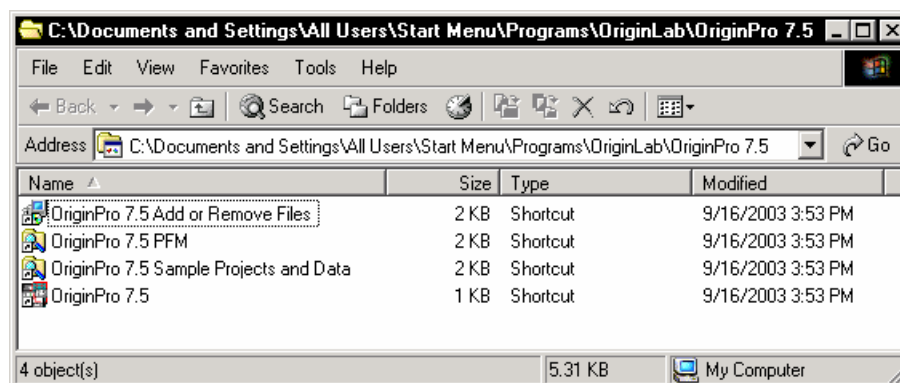 C:\Documents and Settings\All Users\Start Menu\Programs\OriginLab\OriginPro 7.5
File Edit View Favorites Tools Help
Back Search Folders
Address C:\Documents and Settings\All Users\Start Menu\Programs\OriginLab\OriginPro 7.5 Go
Name Size Type Modified
OriginPro 7.5 Add or Remove Files 2 KB Shortcut 9/16/2003 3:53 PM
OriginPro 7.5 PFM 2 KB Shortcut 9/16/2003 3:53 PM
OriginPro 7.5 Sample Projects and Data 2 KB Shortcut 9/16/2003 3:53 PM
OriginPro 7.5 1 KB Shortcut 9/16/2003 3:53 PM
4 object(s) 5.31 KB My Computer